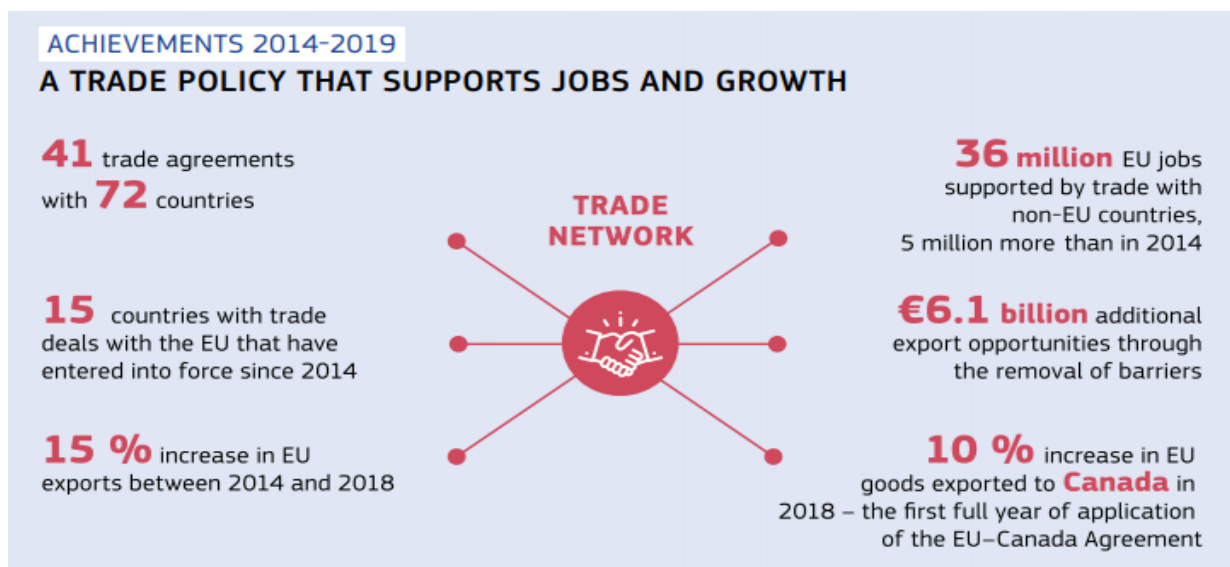 ACHIEVEMENTS 2014-2019
A TRADE POLICY THAT SUPPORTS JOBS AND GROWTH
41 trade agreements
with 72 countries
15 countries with trade
deals with the EU that have
entered into force since 2014
15 % increase in EU
exports between 2014 and 2018
TRADE
NETWORK
36 million EU jobs
supported by trade with
non-EU countries,
5 million more than in 2014
€6.1 billion additional
export opportunities through
the removal of barriers
10 % increase in EU
goods exported to Canada in
2018 – the first full year of application
of the EU–Canada Agreement